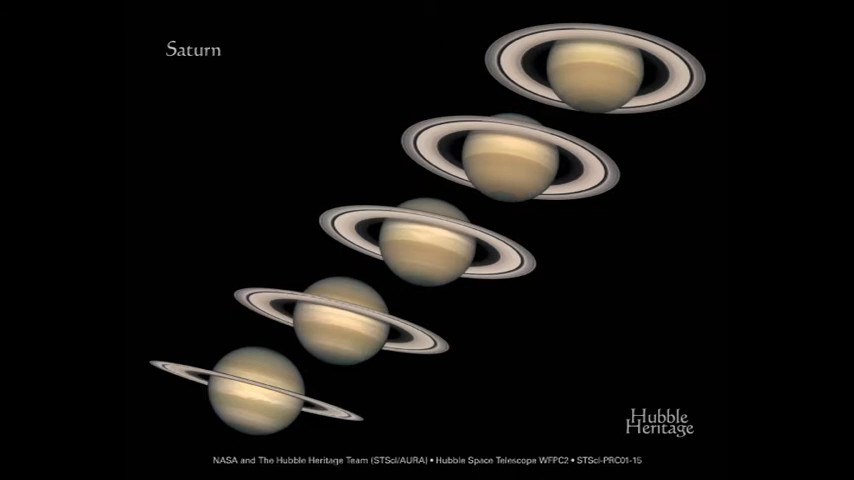 Saturn
Hubble
Heritage
NASA and The Hubble Heritage Team (STScI/AURA) • Hubble Space Telescope WFPC2 • STScI-PRC01-15